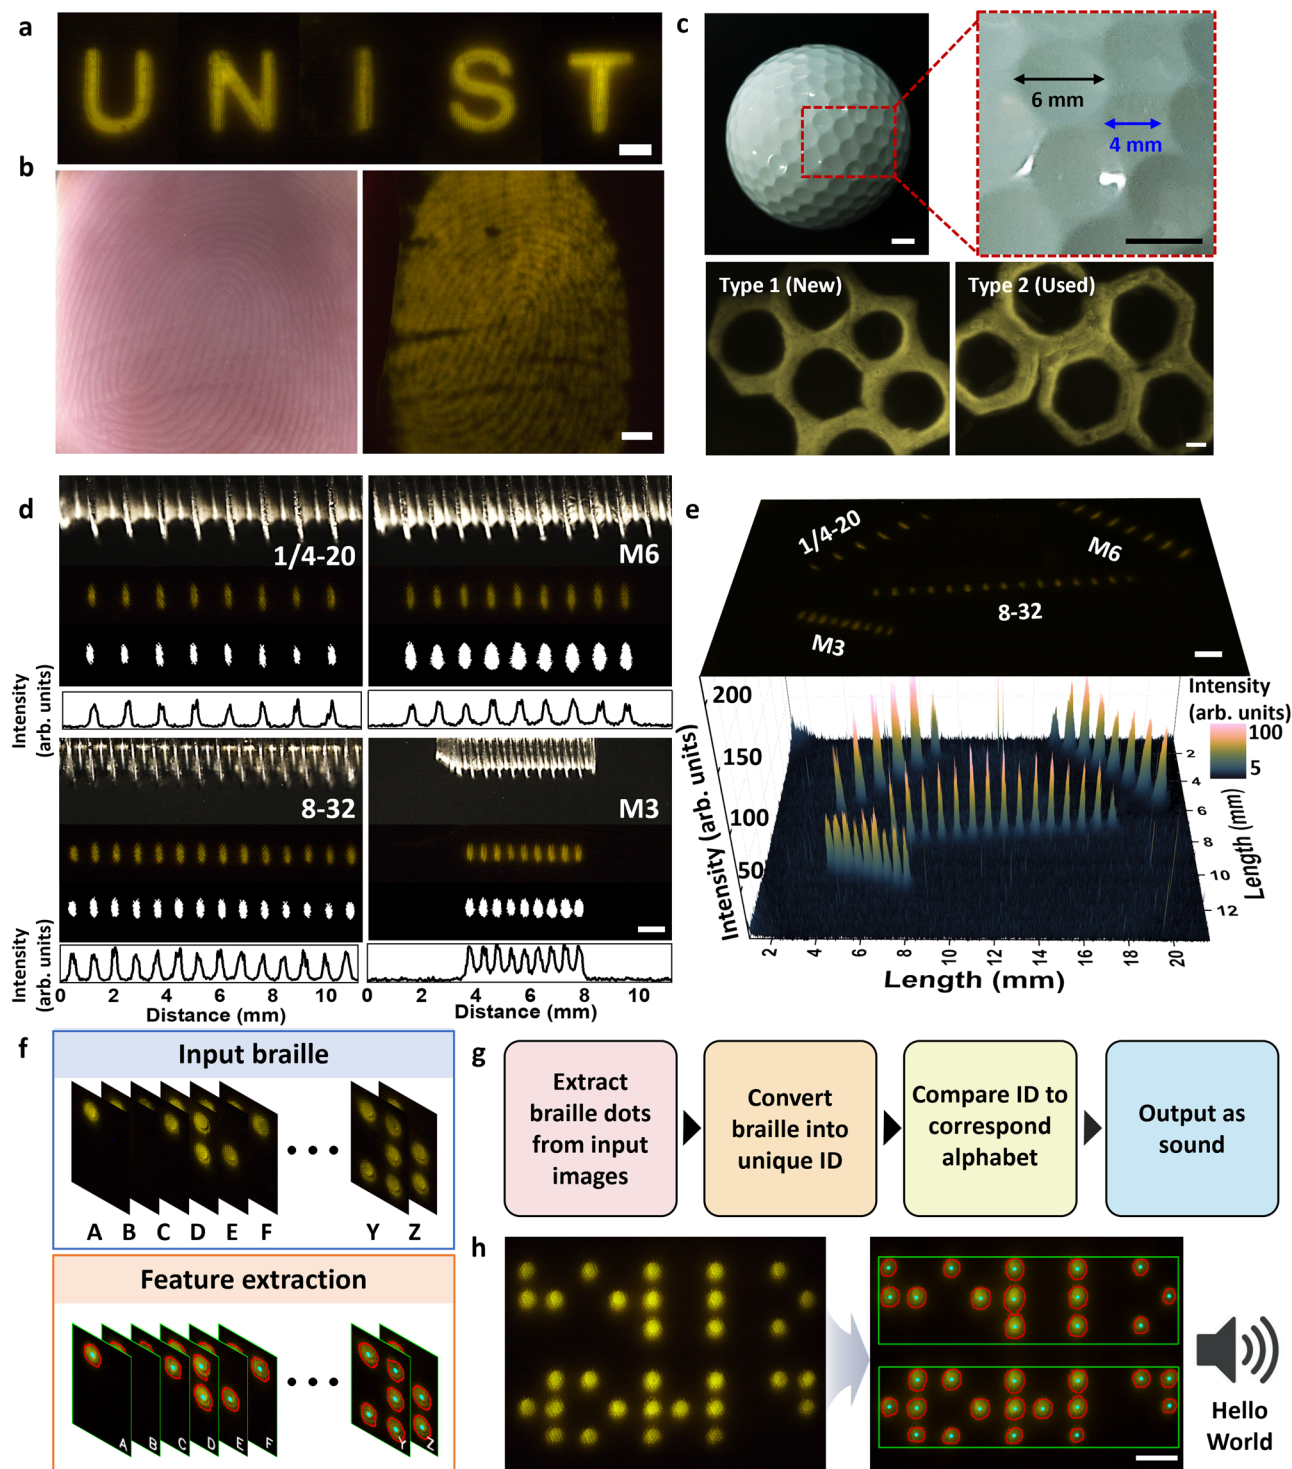 a
U N I S T
b
c
6 mm
4 mm
Type 1 (New)
Type 2 (Used)
d
1/4-20
M6
Intensity
(arb. units)
8-32
M3
Intensity
(arb. units)
0 2 4 6 8 10
Distance (mm)
0 2 4 6 8 10
Distance (mm)
e
1/4-20
M6
8-32
M3
Intensity
(arb. units)
100
5
200
150
100
50
Intensity (arb. units)
2
4
6
8
10
12
Length (mm)
2 4 6 8 10 12 14 16 18 20
Length (mm)
f
Input braille
A B C D E F Y Z
Feature extraction
A B C D E F Y Z
g
Extract
braille dots
from input
images
Convert
braille into
unique ID
Compare ID to
correspond
alphabet
Output as
sound
h
Hello
World